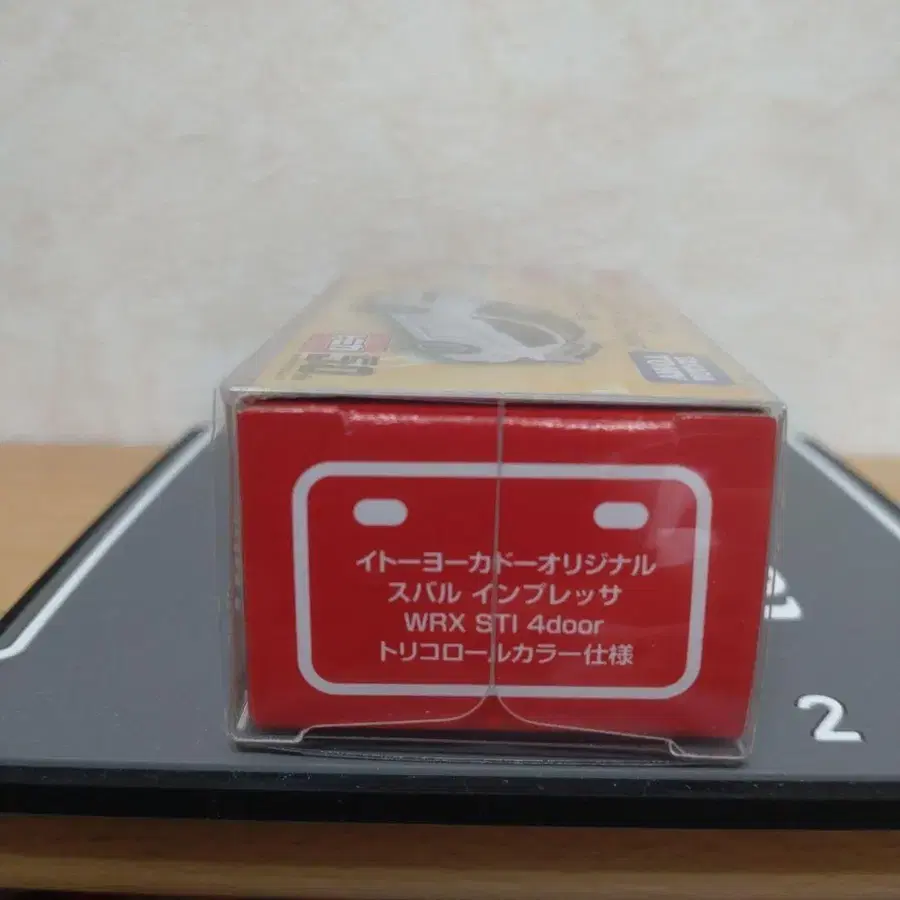 イトーヨーカドーオリジナル
スバル インプレッサ
WRX STI 4door
トリコロールカラー仕様
2